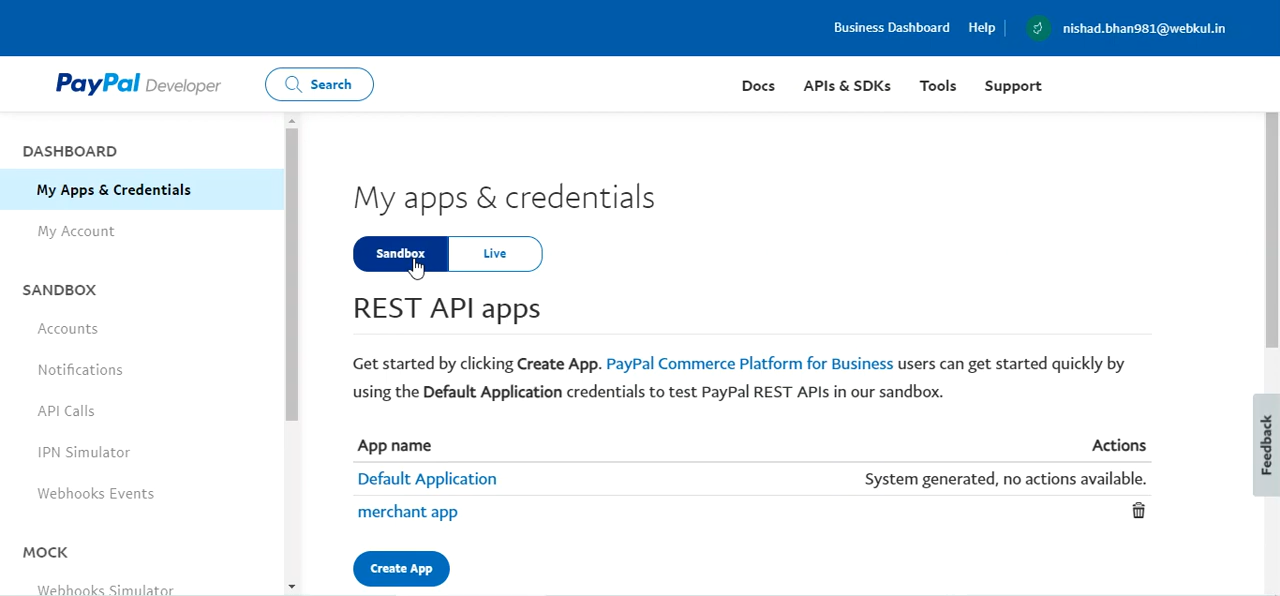 Business Dashboard Help nishad.bhan981@webkul.in
PayPal Developer Search Docs APIs & SDKs Tools Support
DASHBOARD
My Apps & Credentials
My Account
SANDBOX
Accounts
Notifications
API Calls
IPN Simulator
Webhooks Events
MOCK
Webhooks Simulator
My apps & credentials
Sandbox Live
REST API apps
Get started by clicking Create App. PayPal Commerce Platform for Business users can get started quickly by
using the Default Application credentials to test PayPal REST APIs in our sandbox.
App name Actions
Default Application System generated, no actions available.
merchant app
Create App
Feedback